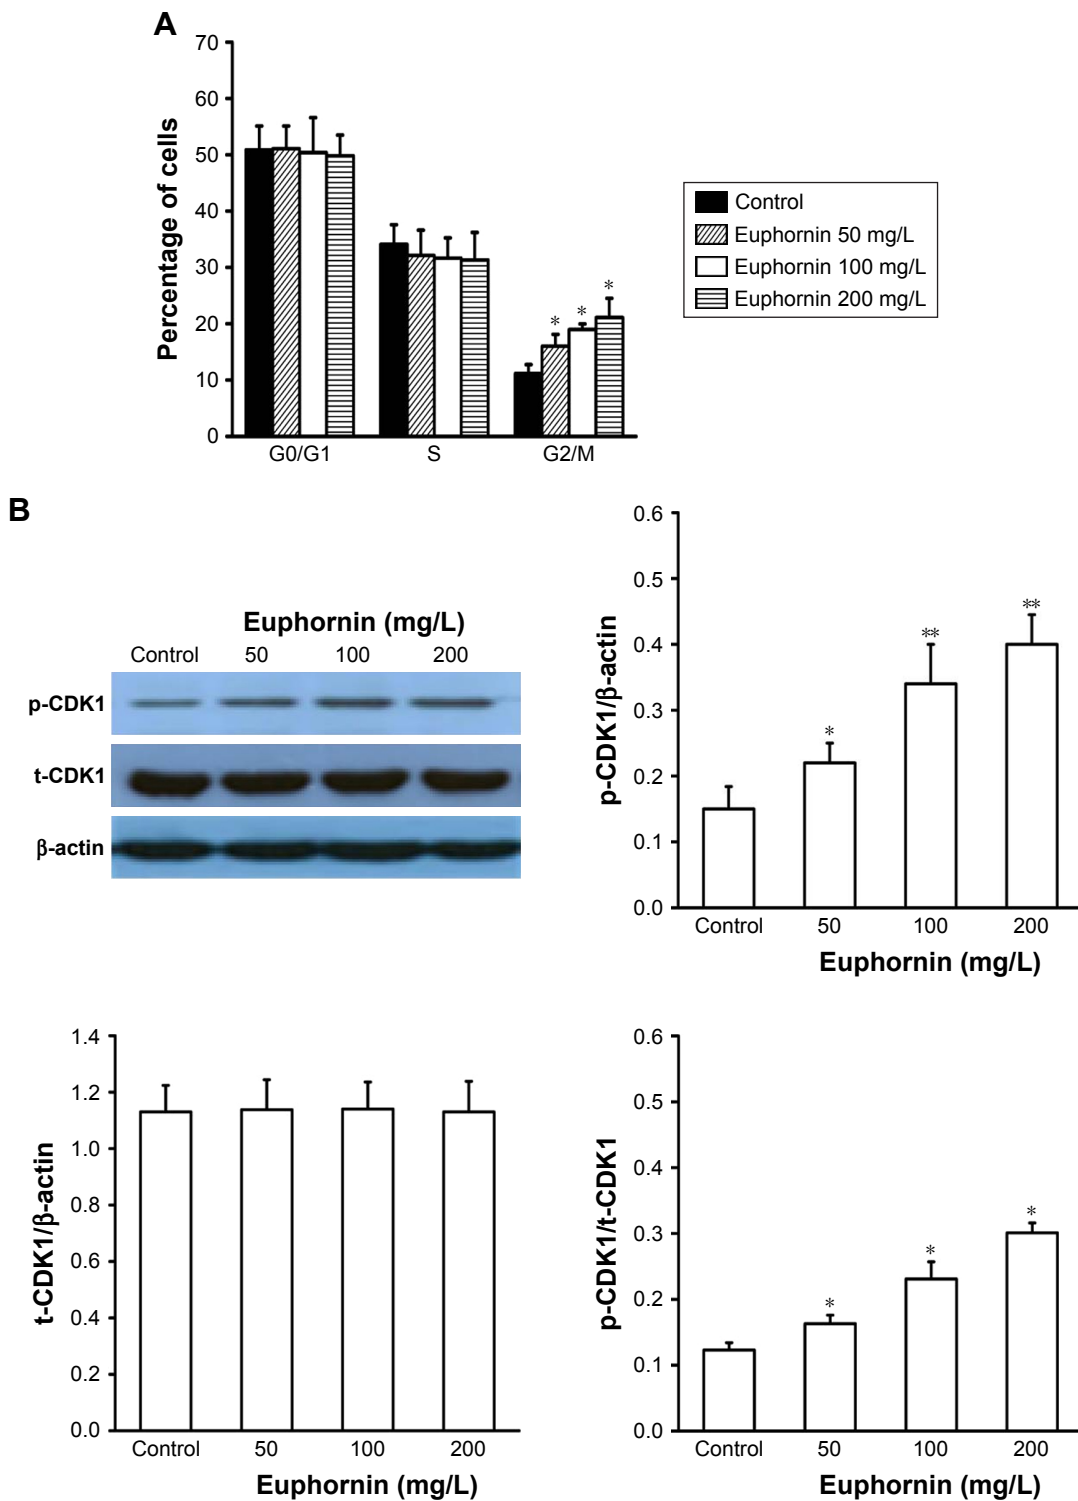 A
70
60
50
40
30
20
10
0
Percentage of cells
* * *
G0/G1 S G2/M
Control
Euphornin 50 mg/L
Euphornin 100 mg/L
Euphornin 200 mg/L
B
Euphornin (mg/L)
Control 50 100 200
p-CDK1
t-CDK1
β-actin
0.6
0.5
0.4
0.3
0.2
0.1
0.0
p-CDK1/β-actin
* ** **
Control 50 100 200
Euphornin (mg/L)
1.4
1.2
1.0
0.8
0.6
0.4
0.2
0.0
t-CDK1/β-actin
Control 50 100 200
Euphornin (mg/L)
0.6
0.5
0.4
0.3
0.2
0.1
0.0
p-CDK1/t-CDK1
* * *
Control 50 100 200
Euphornin (mg/L)